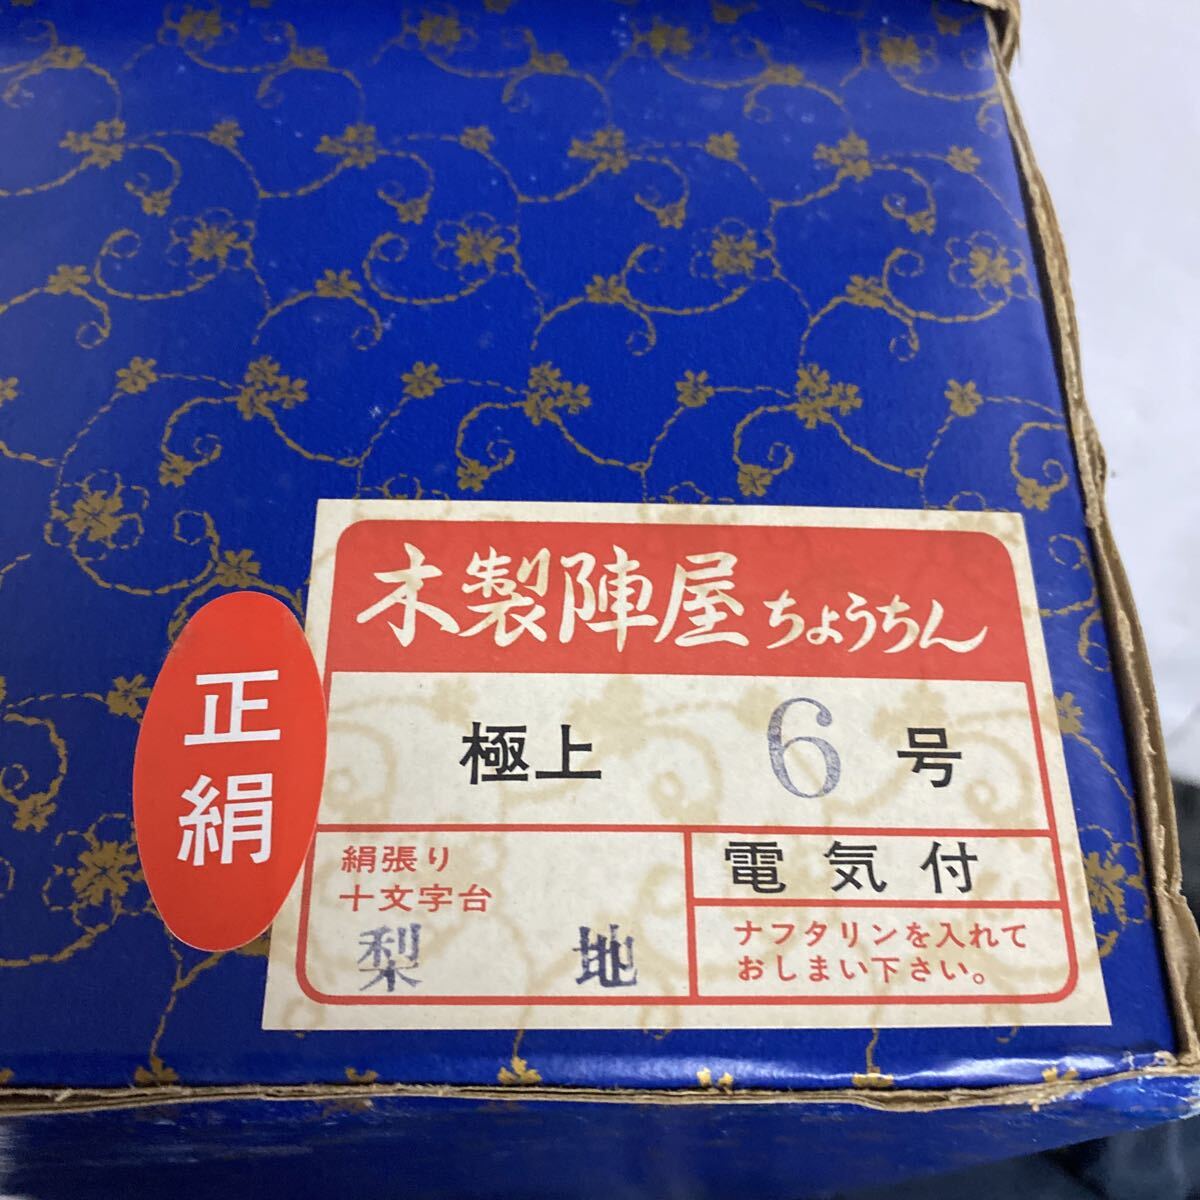 木製陣屋ちょうちん
正絹
極上 6 号
絹張り
十文字台
梨 地
電気付
ナフタリンを入れて
おしまい下さい。